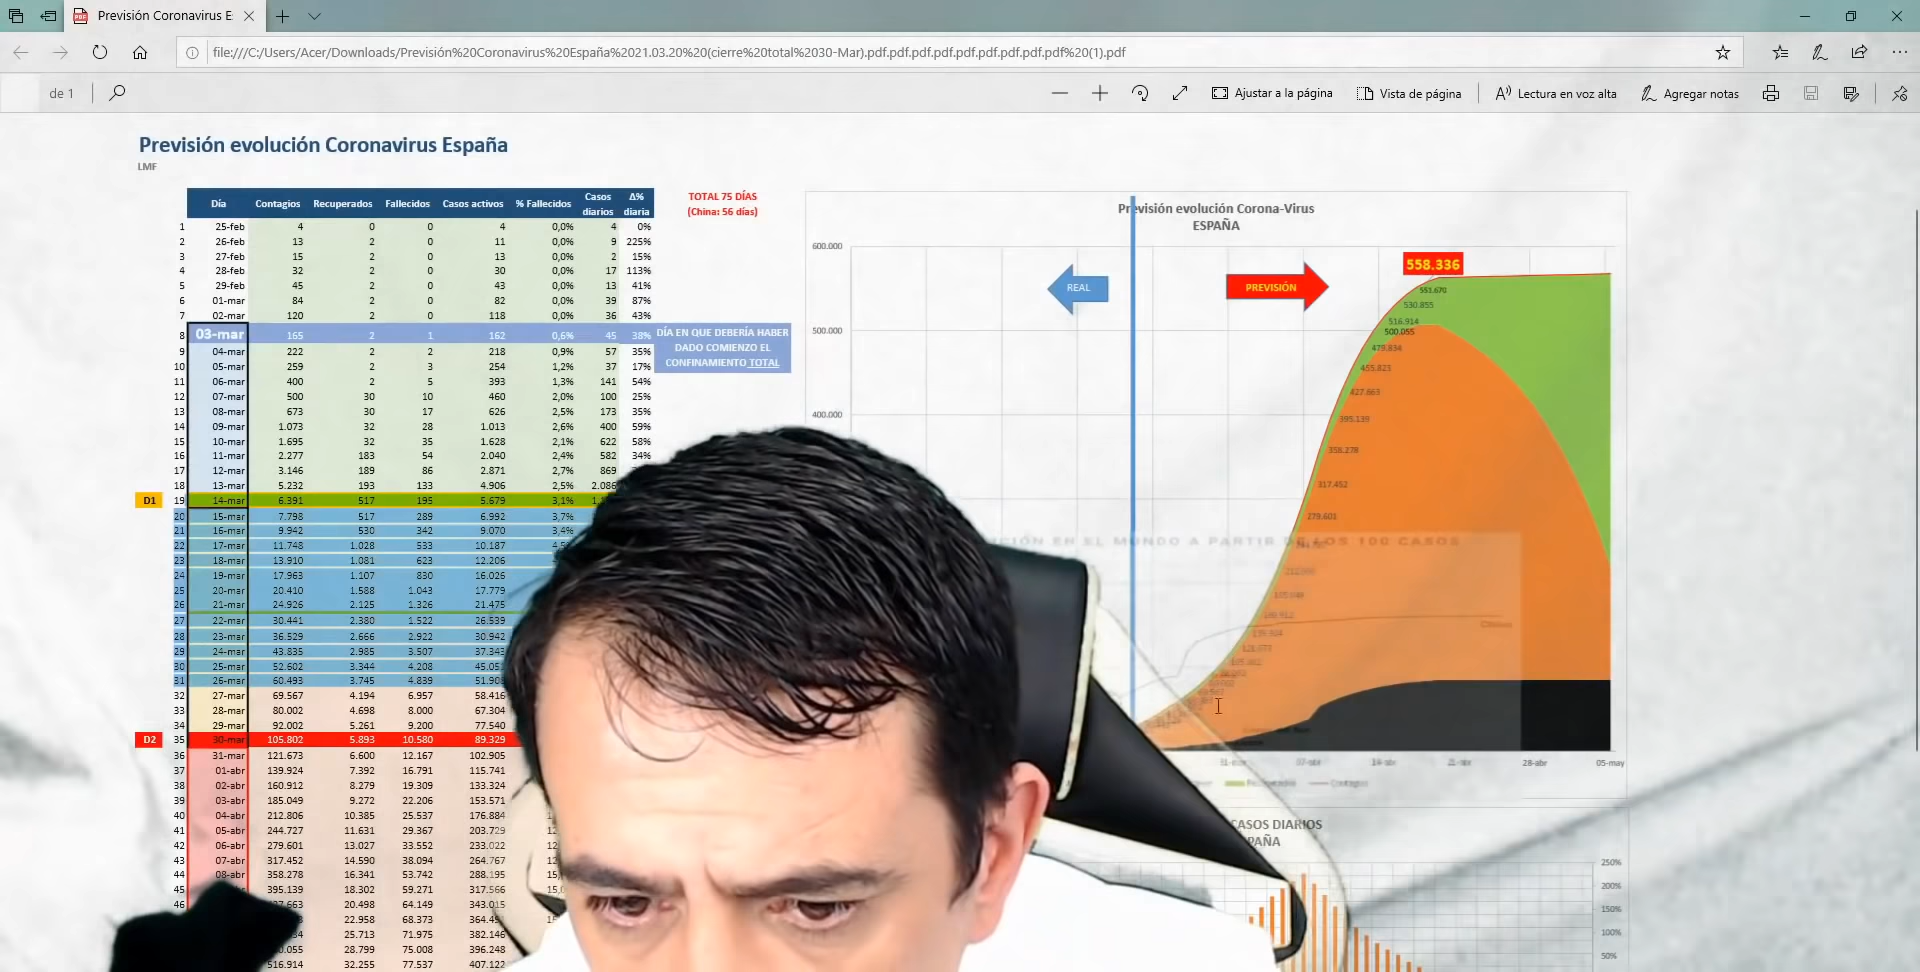 Previsión Coronavirus E
file:///C:/Users/Acer/Downloads/Previsión%20Coronavirus%20España%2021.03.20%20(cierre%20total%2030-Mar).pdf.pdf.pdf.pdf.pdf.pdf.pdf.pdf.pdf%20(1).pdf
de 1
Ajustar a la página
Vista de página
Lectura en voz alta
Agregar notas
Previsión evolución Coronavirus España
LMF
Día Contagios Recuperados Fallecidos Casos activos % Fallecidos Casos diarios Δ% diaria
TOTAL 75 DÍAS
(China: 56 días)
1 25-feb 4 0 0 4 0,0% 4 0%
2 26-feb 13 2 0 11 0,0% 9 225%
3 27-feb 15 2 0 13 0,0% 2 15%
4 28-feb 32 2 0 30 0,0% 17 113%
5 29-feb 45 2 0 43 0,0% 13 41%
6 01-mar 84 2 0 82 0,0% 39 87%
7 02-mar 120 2 0 118 0,0% 36 43%
8 03-mar 165 2 1 162 0,6% 45 38%
DÍA EN QUE DEBERÍA HABER
DADO COMIENZO EL
CONFINAMIENTO TOTAL
9 04-mar 222 2 2 218 0,9% 57 35%
10 05-mar 259 2 3 254 1,2% 37 17%
11 06-mar 400 2 5 393 1,3% 141 54%
12 07-mar 500 30 10 460 2,0% 100 25%
13 08-mar 673 30 17 626 2,5% 173 35%
14 09-mar 1.073 32 28 1.013 2,6% 400 59%
15 10-mar 1.695 32 35 1.628 2,1% 622 58%
16 11-mar 2.277 183 54 2.040 2,4% 582 34%
17 12-mar 3.146 189 86 2.871 2,7% 869
18 13-mar 5.232 193 133 4.906 2,5% 2.086
D1 19 14-mar 6.391 517 195 5.679 3,1%
20 15-mar 7.798 517 289 6.992 3,7%
21 16-mar 9.942 530 342 9.070 3,4%
22 17-mar 11.748 1.028 533 10.187
23 18-mar 13.910 1.081 623 12.206
24 19-mar 17.963 1.107 830 16.026
25 20-mar 20.410 1.588 1.043 17.779
26 21-mar 24.926 2.125 1.326 21.475
27 22-mar 30.441 2.380 1.522 26.539
28 23-mar 36.529 2.666 2.922 30.942
29 24-mar 43.835 2.985 3.507 37.343
30 25-mar 52.602 3.344 4.208 45.051
31 26-mar 60.493 3.745 4.839 51.908
32 27-mar 69.567 4.194 6.957 58.416
33 28-mar 80.002 4.698 8.000 67.304
34 29-mar 92.002 5.261 9.200 77.540
D2 35 30-mar 105.802 5.893 10.580 89.329
36 31-mar 121.673 6.600 12.167 102.905
37 01-abr 139.924 7.392 16.791 115.741
38 02-abr 160.912 8.279 19.309 133.324
39 03-abr 185.049 9.272 22.206 153.571
40 04-abr 212.806 10.385 25.537 176.884
41 05-abr 244.727 11.631 29.367 203.729
42 06-abr 279.601 13.027 33.552 233.022
43 07-abr 317.452 14.590 38.094 264.767
44 08-abr 358.278 16.341 53.742 288.195
45 395.139 18.302 59.271 317.566
46 20.498 64.149 343.015
22.958 68.373
25.713 71.975 382.146
28.799 75.008 396.248
516.914 32.255 77.537 407.122
Previsión evolución Corona-Virus
ESPAÑA
600.000
500.000
400.000
REAL
PREVISIÓN
558.336
551.670
530.855
516.914
500.055
479.834
455.823
427.663
395.139
358.278
317.452
279.601
EN EL MUNDO A PARTIR DE LOS 100 CASOS
28-abr
05-may
Contagios
CASOS DIARIOS
250%
200%
150%
100%
50%